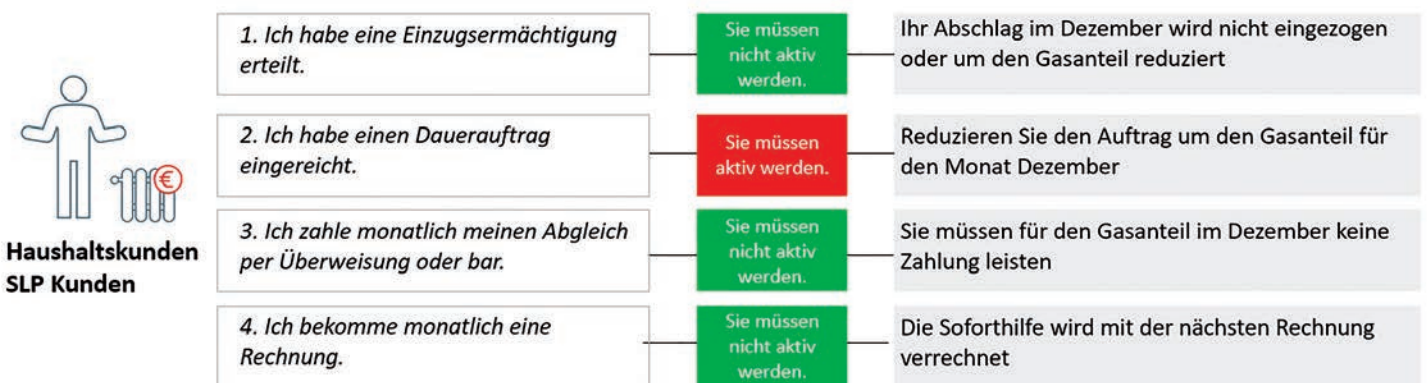 1. Ich habe eine Einzugsermächtigung
erteilt.
Sie müssen
nicht aktiv
werden.
Ihr Abschlag im Dezember wird nicht eingezogen
oder um den Gasanteil reduziert
2. Ich habe einen Dauerauftrag
eingereicht.
Sie müssen
aktiv werden.
Reduzieren Sie den Auftrag um den Gasanteil für
den Monat Dezember
€
Haushaltskunden
SLP Kunden
3. Ich zahle monatlich meinen Abgleich
per Überweisung oder bar.
Sie müssen
nicht aktiv
werden.
Sie müssen für den Gasanteil im Dezember keine
Zahlung leisten
4. Ich bekomme monatlich eine
Rechnung.
Sie müssen
nicht aktiv
werden.
Die Soforthilfe wird mit der nächsten Rechnung
verrechnet